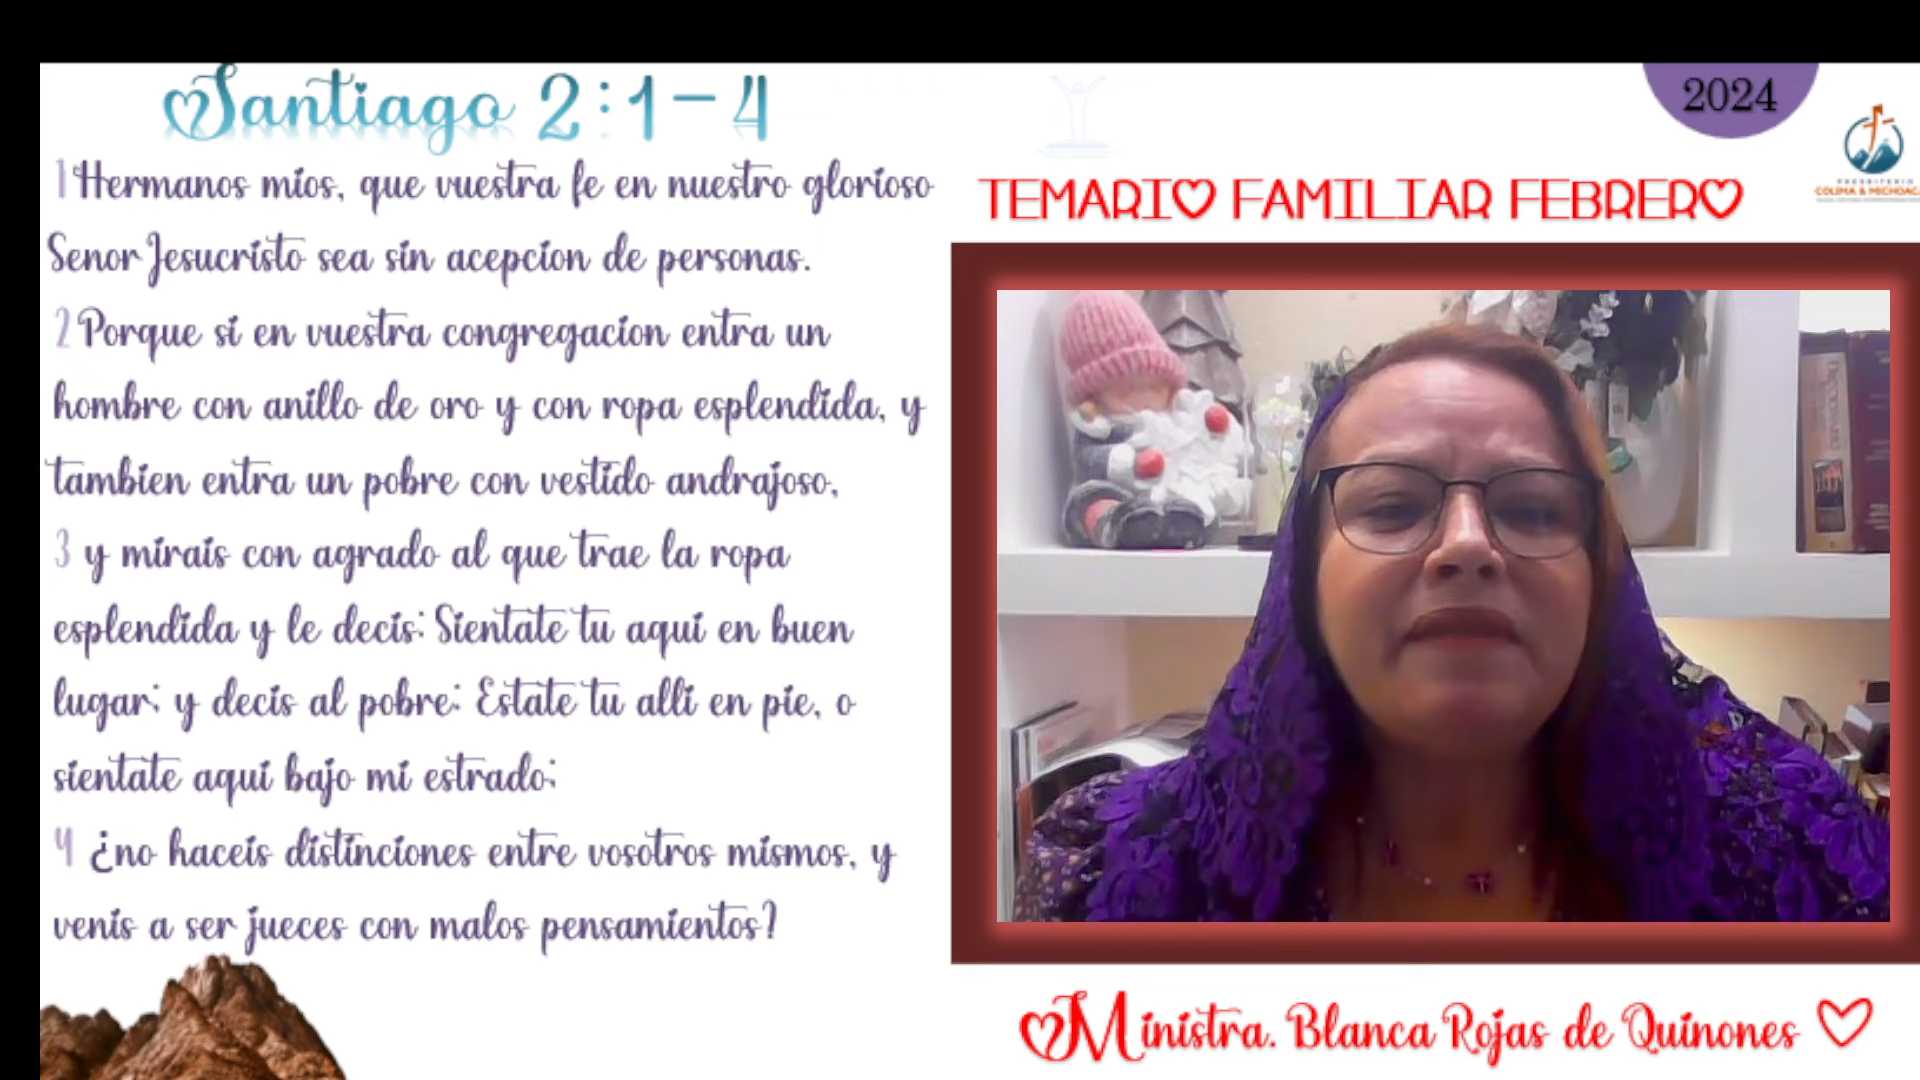 Santiago 2:1-4
1 Hermanos mios, que vuestra fe en nuestro glorioso
Senor Jesucristo sea sin acepcion de personas.
2 Porque si en vuestra congregacion entra un
hombre con anillo de oro y con ropa esplendida, y
tambien entra un pobre con vestido andrajoso,
3 y mirais con agrado al que trae la ropa
esplendida y le decis: Sientate tu aqui en buen
lugar; y decis al pobre: Estate tu alli en pie, o
sientate aqui bajo mi estrado;
4 ¿no haceis distinciones entre vosotros mismos, y
venis a ser jueces con malos pensamientos?
2024
PRESBITERIO
COLIMA & MICHOAC
TEMARIO FAMILIAR FEBRERO
Ministra. Blanca Rojas de Quinones